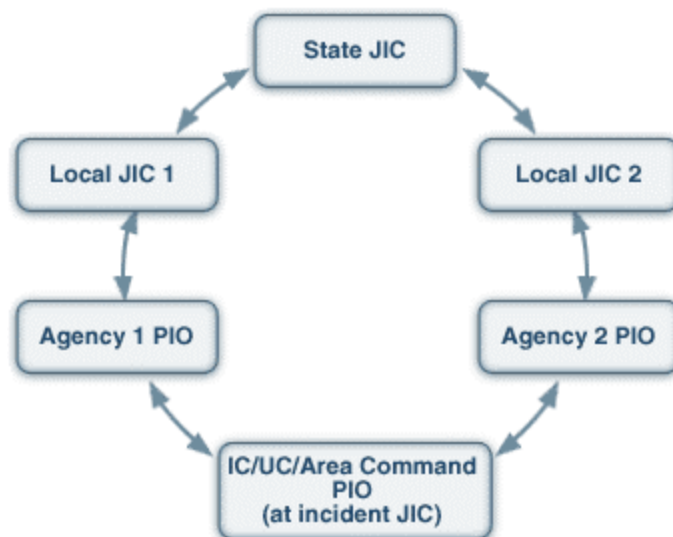 State JIC
Local JIC 1
Local JIC 2
Agency 1 PIO
Agency 2 PIO
IC/UC/Area Command
PIO
(at incident JIC)